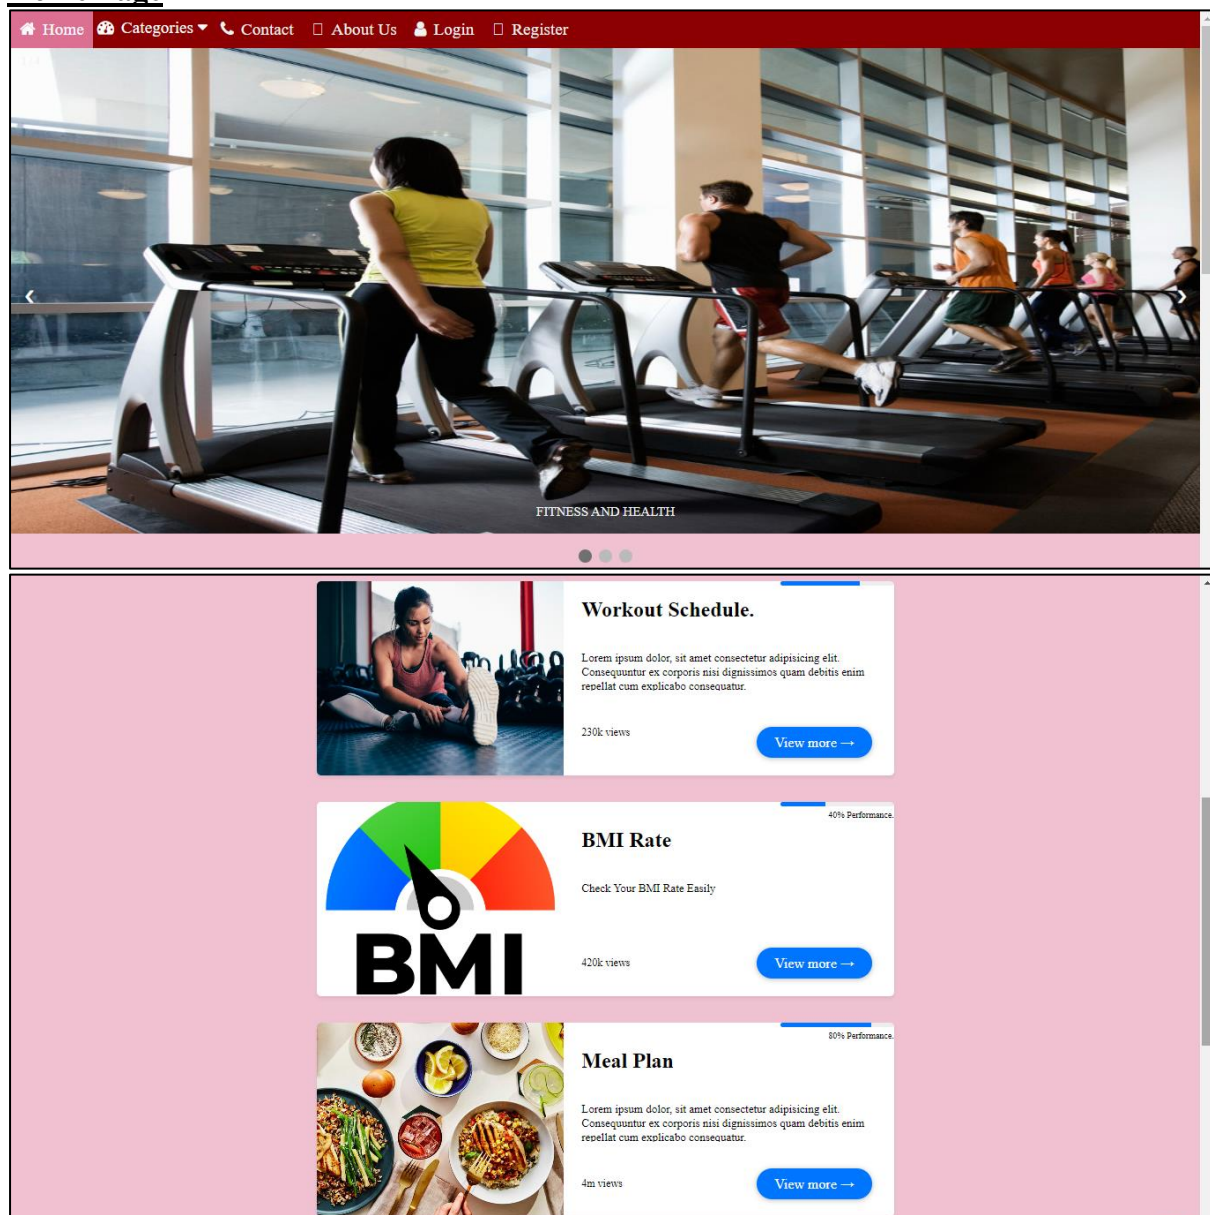 Home Categories Contact About Us Login Register
FITNESS AND HEALTH
Workout Schedule.
Lorem ipsum dolor, sit amet consectetur adipisicing elit.
Consequuntur ex corporis nisi dignissimos quam debitis enim
repellat cum explicabo consequatur.
230k views
View more →
40% Performance.
BMI Rate
Check Your BMI Rate Easily
BMI
420k views
View more →
80% Performance.
Meal Plan
Lorem ipsum dolor, sit amet consectetur adipisicing elit.
Consequuntur ex corporis nisi dignissimos quam debitis enim
repellat cum explicabo consequatur.
4m views
View more →